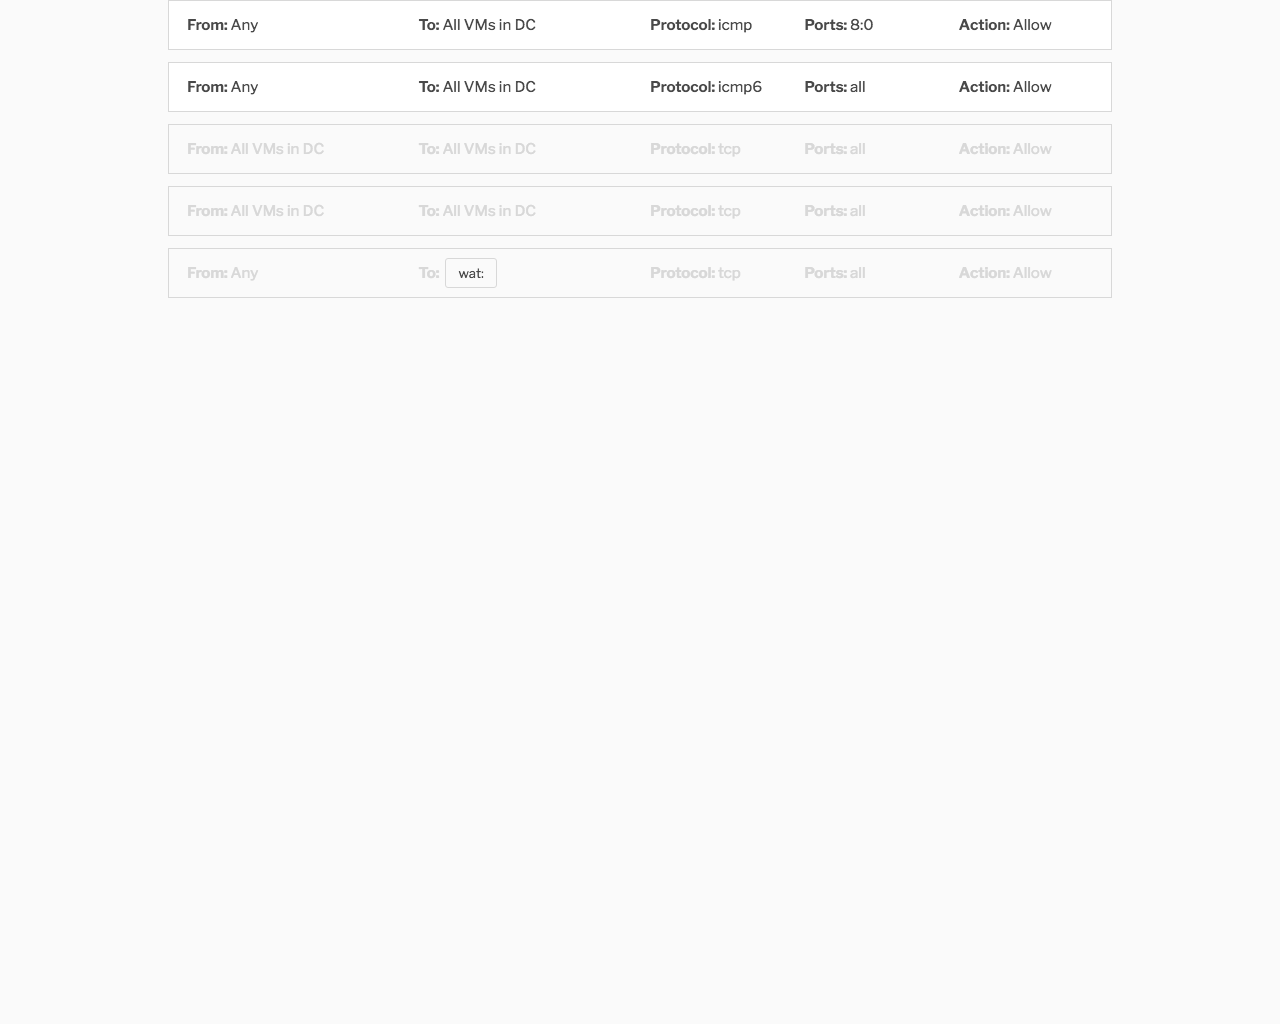 From: Any To: All VMs in DC Protocol: icmp Ports: 8:0 Action: Allow
From: Any To: All VMs in DC Protocol: icmp6 Ports: all Action: Allow
From: All VMs in DC To: All VMs in DC Protocol: tcp Ports: all Action: Allow
From: All VMs in DC To: All VMs in DC Protocol: tcp Ports: all Action: Allow
From: Any To: wat: Protocol: tcp Ports: all Action: Allow